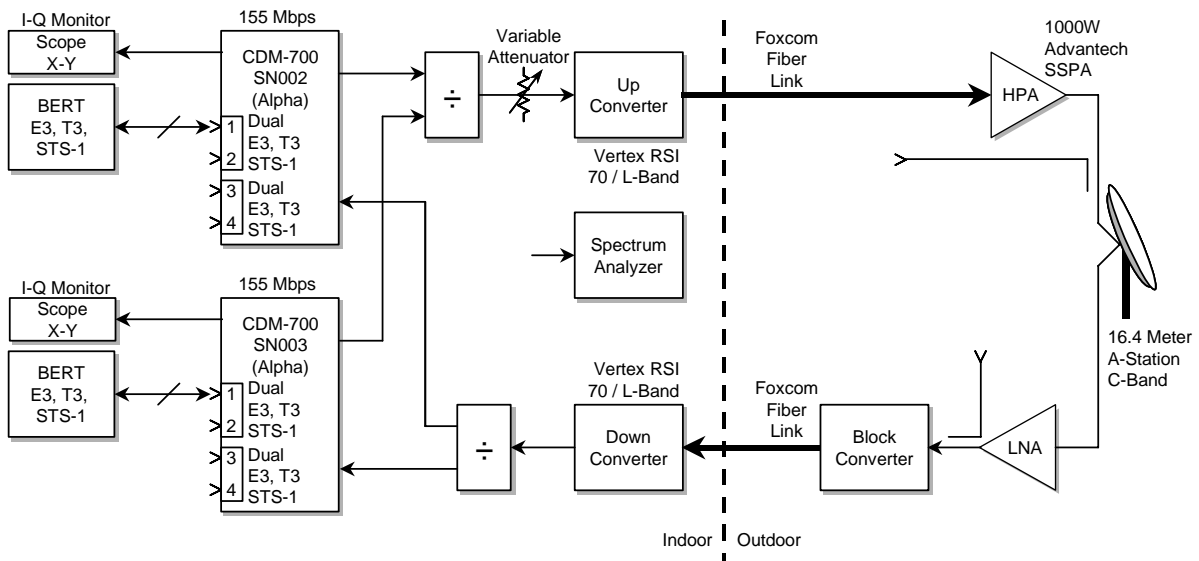 I-Q Monitor
Scope
X-Y
BERT
E3, T3,
STS-1
155 Mbps
CDM-700
SN002
(Alpha)
1
Dual
E3, T3
2
STS-1
3
Dual
E3, T3
4
STS-1
÷
Variable
Attenuator
Up
Converter
Vertex RSI
70 / L-Band
Foxcom
Fiber
Link
HPA
1000W
Advantech
SSPA
Spectrum
Analyzer
I-Q Monitor
Scope
X-Y
BERT
E3, T3,
STS-1
155 Mbps
CDM-700
SN003
(Alpha)
1
Dual
E3, T3
2
STS-1
3
Dual
E3, T3
4
STS-1
÷
Vertex RSI
70 / L-Band
Down
Converter
Foxcom
Fiber
Link
Block
Converter
LNA
16.4 Meter
A-Station
C-Band
Indoor
Outdoor